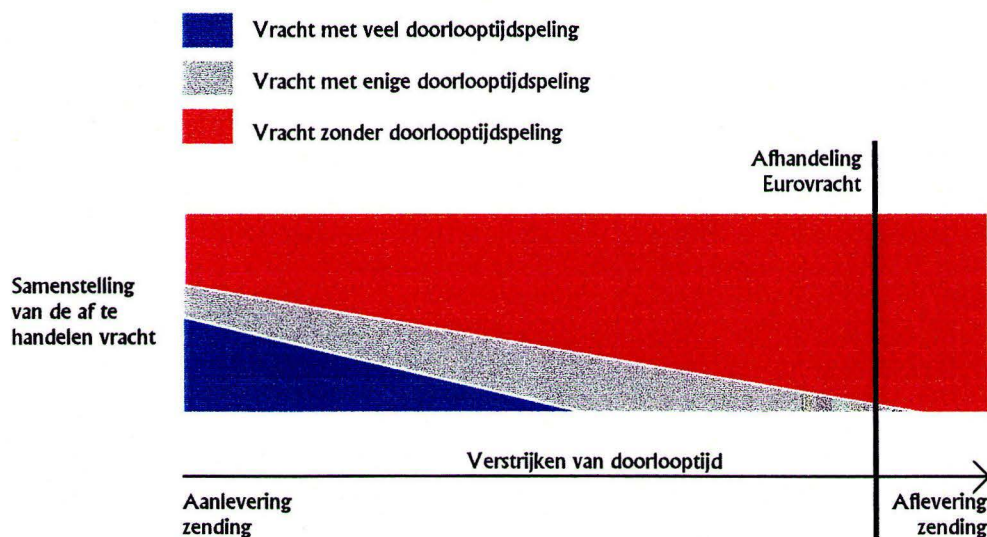 Vracht met veel doorlooptijdspeling
Vracht met enige doorlooptijdspeling
Vracht zonder doorlooptijdspeling
Afhandeling
Eurovracht
Samenstelling
van de af te
handelen vracht
Verstrijken van doorlooptijd
Aanlevering
zending
Aflevering
zending